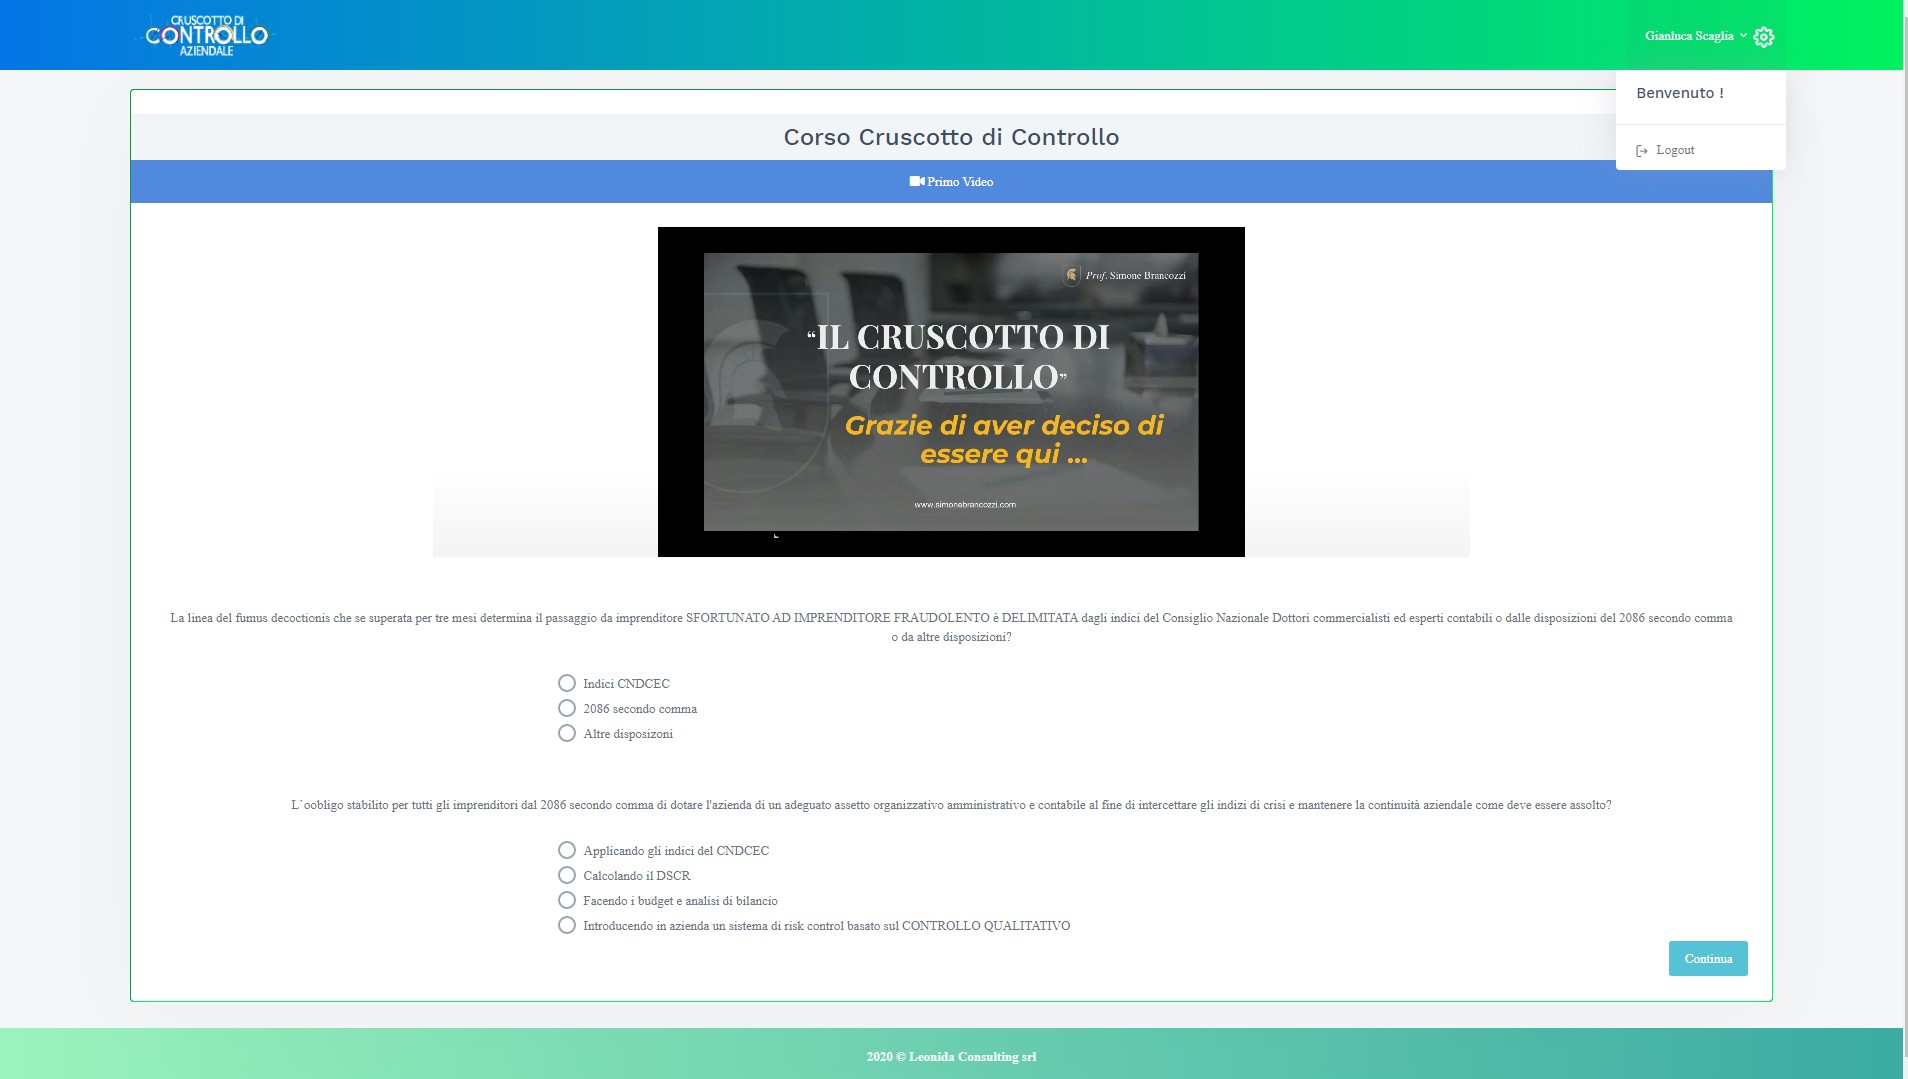 CRUSCOTTO DI
CONTROLLO
AZIENDALE
Gianluca Scaglia
Benvenuto !
Logout
Corso Cruscotto di Controllo
Primo Video
Prof. Simone Brancozzi
“IL CRUSCOTTO DI
CONTROLLO”
Grazie di aver deciso di
essere qui ...
www.simonebrancozzi.com
La linea del fumus decoctionis che se superata per tre mesi determina il passaggio da imprenditore SFORTUNATO AD IMPRENDITORE FRAUDOLENTO è DELIMITATA dagli indici del Consiglio Nazionale Dottori commercialisti ed esperti contabili o dalle disposizioni del 2086 secondo comma
o da altre disposizioni?
Indici CNDCEC
2086 secondo comma
Altre disposizoni
L`oobligo stabilito per tutti gli imprenditori dal 2086 secondo comma di dotare l'azienda di un adeguato assetto organizzativo amministrativo e contabile al fine di intercettare gli indizi di crisi e mantenere la continuità aziendale come deve essere assolto?
Applicando gli indici del CNDCEC
Calcolando il DSCR
Facendo i budget e analisi di bilancio
Introducendo in azienda un sistema di risk control basato sul CONTROLLO QUALITATIVO
Continua
2020 © Leonida Consulting srl